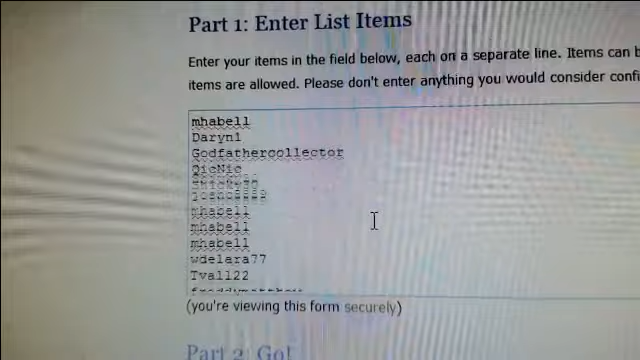 Part 1: Enter List Items
Enter your items in the field below, each on a separate line. Items can
items are allowed. Please don't enter anything you would consider
mhabell
Daryn1
Godfathercollector
QicNic
mhabell
mhabell
mhabell
wdelara77
Tvall22
(you're viewing this form securely)
Part 2: Go!